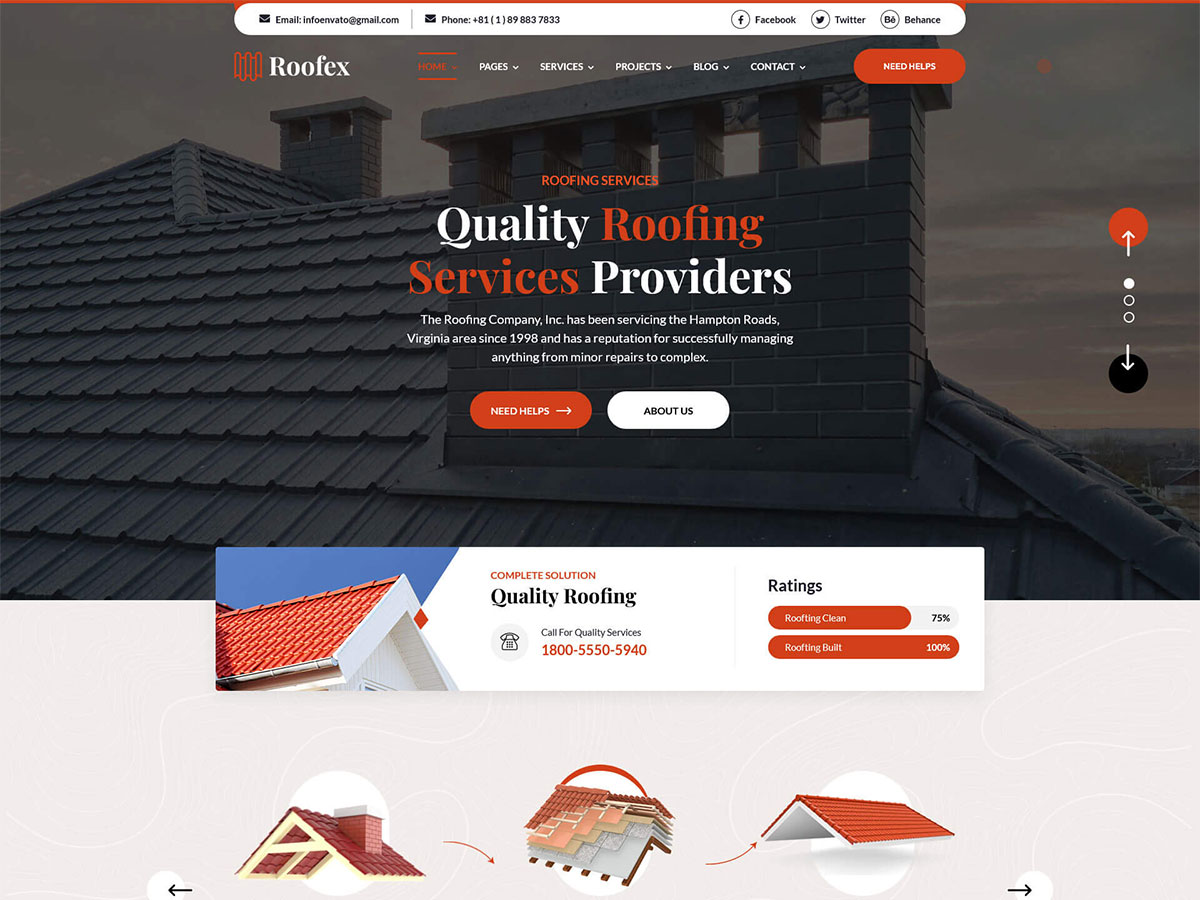 Email: infoenvato@gmail.com
Phone: +81 ( 1 ) 89 883 7833
Facebook
Twitter
Bē Behance
Roofex
HOME
PAGES
SERVICES
PROJECTS
BLOG
CONTACT
NEED HELPS
ROOFING SERVICES
Quality Roofing
Services Providers
The Roofing Company, Inc. has been servicing the Hampton Roads,
Virginia area since 1998 and has a reputation for successfully managing
anything from minor repairs to complex.
NEED HELPS
ABOUT US
COMPLETE SOLUTION
Quality Roofing
Call For Quality Services
1800-5550-5940
Ratings
Roofting Clean 75%
Roofting Built 100%